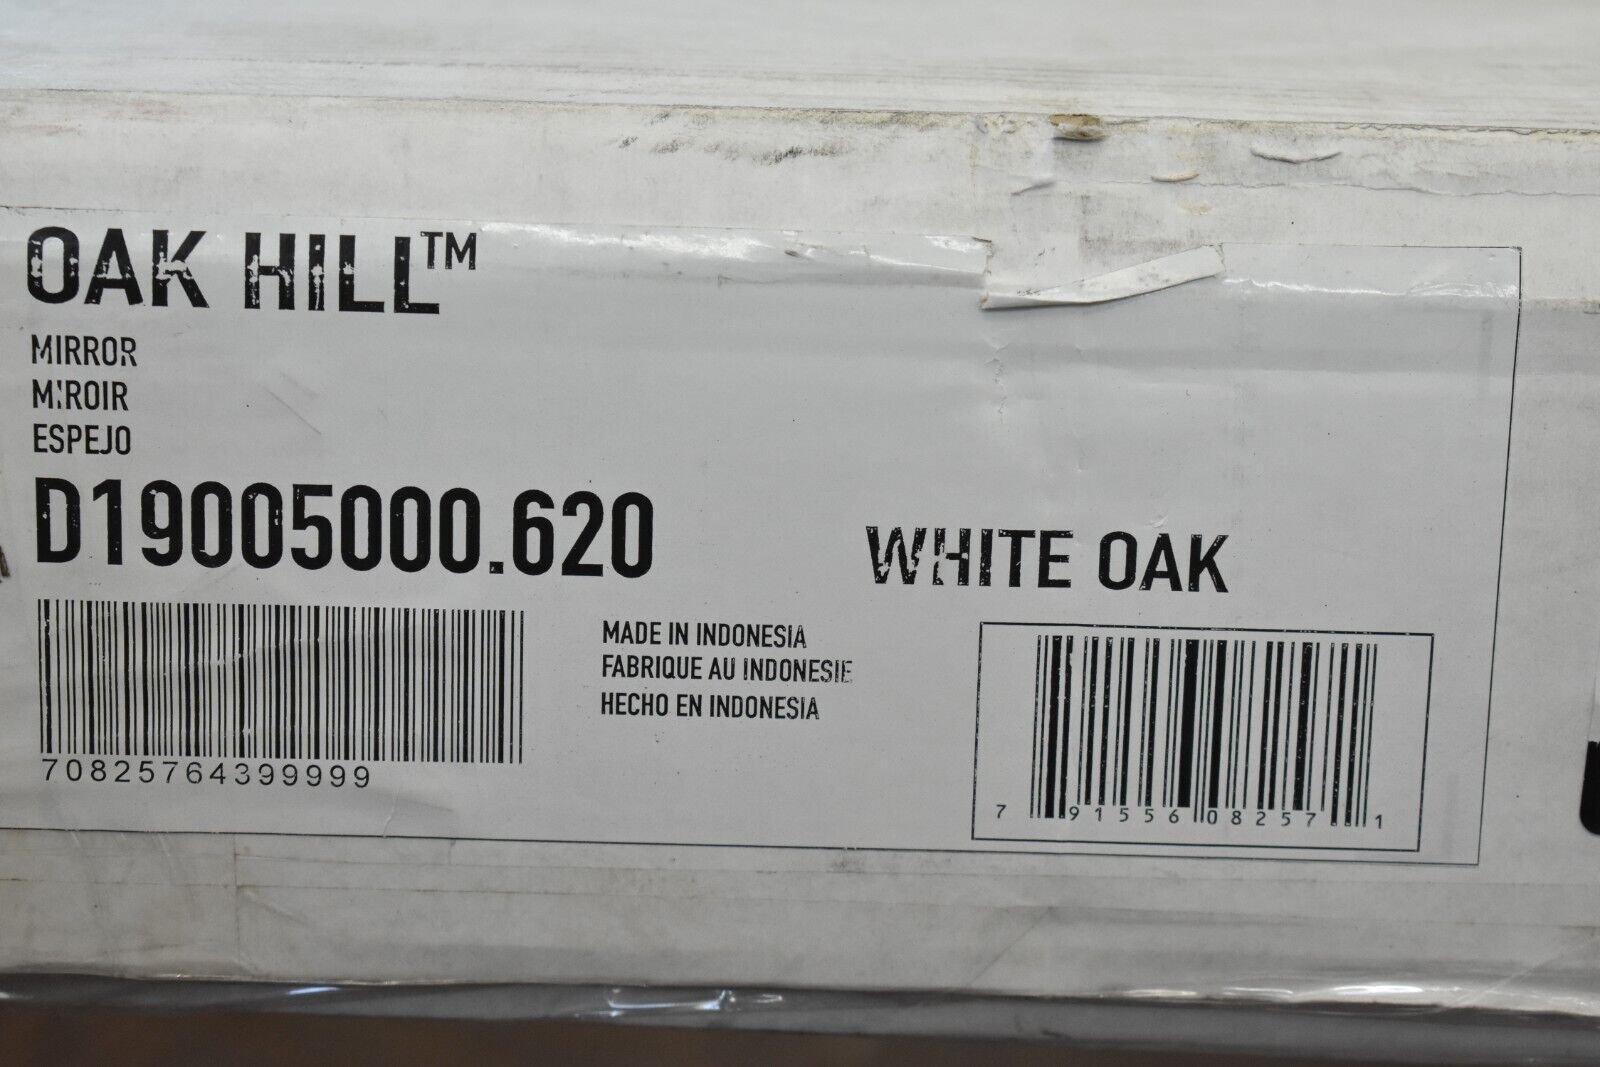 OAK HILL™
MIRROR
MIROIR
ESPEJO
D19005000.620
WHITE OAK
MADE IN INDONESIA
FABRIQUE AU INDONESIE
HECHO EN INDONESIA
70825764399999
7 91556 08257 1